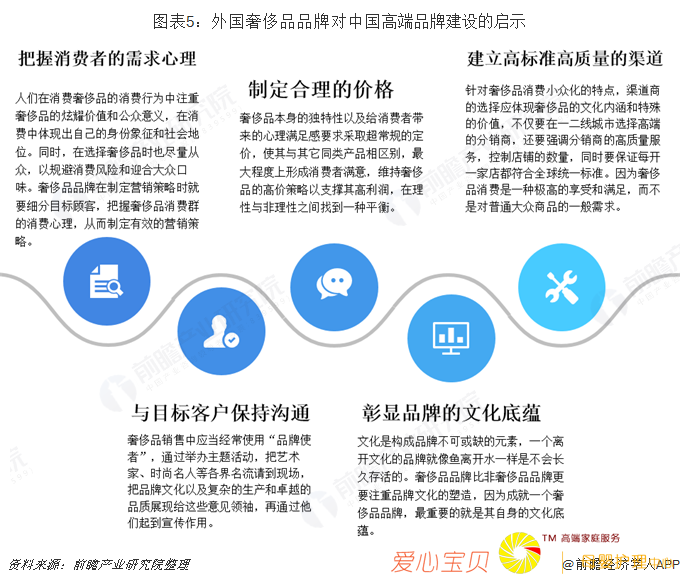 图表5：外国奢侈品品牌对中国高端品牌建设的启示
把握消费者的需求心理
人们在消费奢侈品的消费行为中注重
奢侈品的炫耀价值和公众意义，在消
费中体现出自己的身份象征和社会地
位。同时，在选择奢侈品时也尽量从
众，以规避消费风险和迎合大众口
味。奢侈品品牌在制定营销策略时就
要细分目标顾客，把握奢侈品消费群
的消费心理，从而制定有效的营销策
略。
制定合理的价格
奢侈品本身的独特性以及给消费者带
来的心理满足感要求采取超常规的定
价，使其与其它同类产品相区别，最
大程度上形成消费者满意，维持奢侈
品的高价策略以支撑其高利润，在理
性与非理性之间找到一种平衡。
建立高标准高质量的渠道
针对奢侈品消费小众化的特点，渠道商
的选择应体现奢侈品的文化内涵和特殊
的价值，不仅要在一二线城市选择高端
的分销商，还要强调分销商的高质量服
务，控制店铺的数量，同时要保证每开
一家店都符合全球统一标准。因为奢侈
品消费是一种极高的享受和满足，而不
是对普通大众商品的一般需求。
与目标客户保持沟通
奢侈品销售中应当经常使用“品牌使
者”，通过举办主题活动，把艺术
家、时尚名人等各界名流请到现场，
把品牌文化以及复杂的生产和卓越的
品质展现给这些意见领袖，再通过他
们起到宣传作用。
彰显品牌的文化底蕴
文化是构成品牌不可或缺的元素，一个离
开文化的品牌就像鱼离开水一样是不会长
久存活的。奢侈品品牌比非奢侈品品牌更
要注重品牌文化的塑造，因为成就一个奢
侈品品牌，最重要的就是其自身的文化底
蕴。
资料来源：前瞻产业研究院整理
爱心宝贝
TM 高端家庭服务
@前瞻经济学人APP
前瞻产业研究院